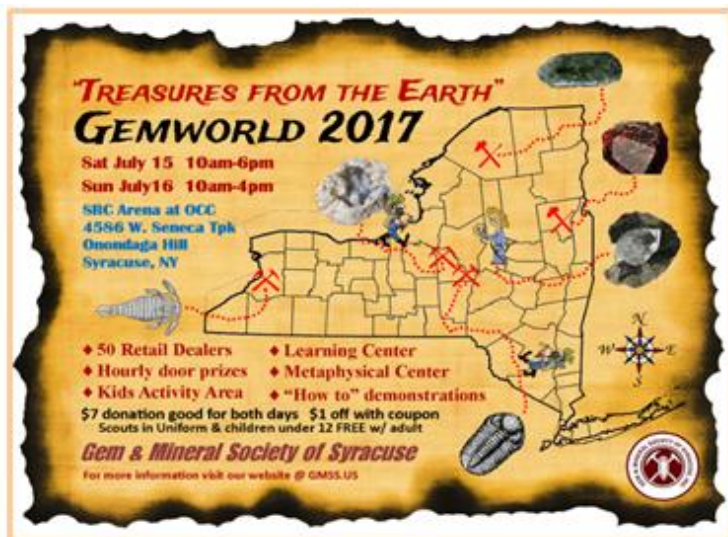 "TREASURES FROM THE EARTH"
GEMWORLD 2017
Sat July 15 10am-6pm
Sun July16 10am-4pm
SRC Arena at OCC
4586 W. Seneca Tpk
Onondaga Hill
Syracuse, NY
♦ 50 Retail Dealers
♦ Hourly door prizes
♦ Kids Activity Area
♦ Learning Center
♦ Metaphysical Center
♦ "How to" demonstrations
$7 donation good for both days $1 off with coupon
Scouts in Uniform & children under 12 FREE w/ adult
Gem & Mineral Society of Syracuse
For more information visit our website @ GMSS.US
N
W E
S